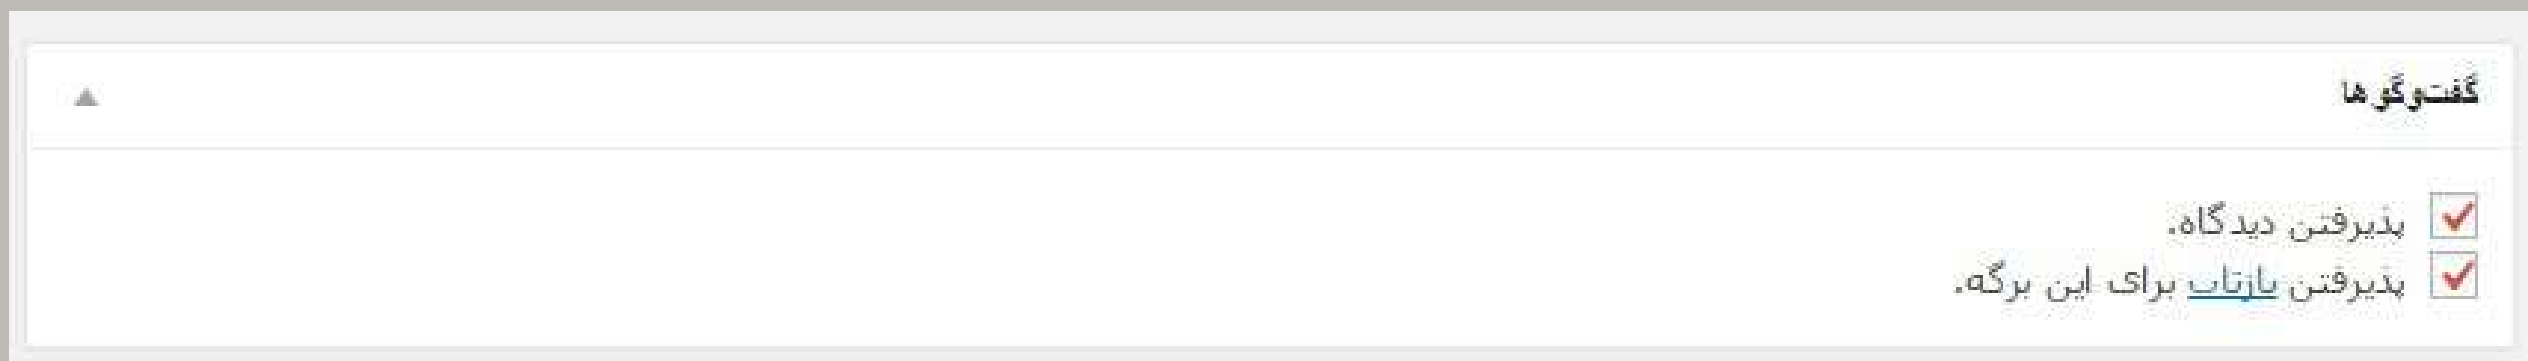 گفت‌وگو ها
پذیرفتن دیدگاه.
پذیرفتن بازتاب برای این برگه.